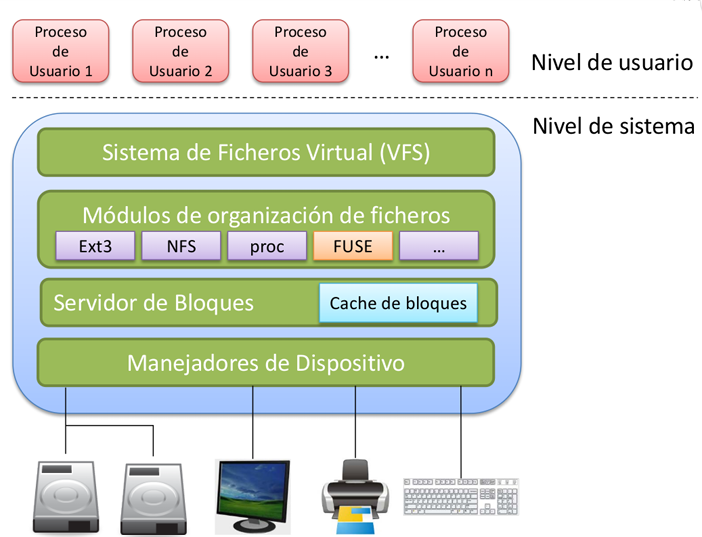 Proceso
de
Usuario 1
Proceso
de
Usuario 2
Proceso
de
Usuario 3
...
Proceso
de
Usuario n
Nivel de usuario
Nivel de sistema
Sistema de Ficheros Virtual (VFS)
Módulos de organización de ficheros
Ext3
NFS
proc
FUSE
...
Servidor de Bloques
Cache de bloques
Manejadores de Dispositivo